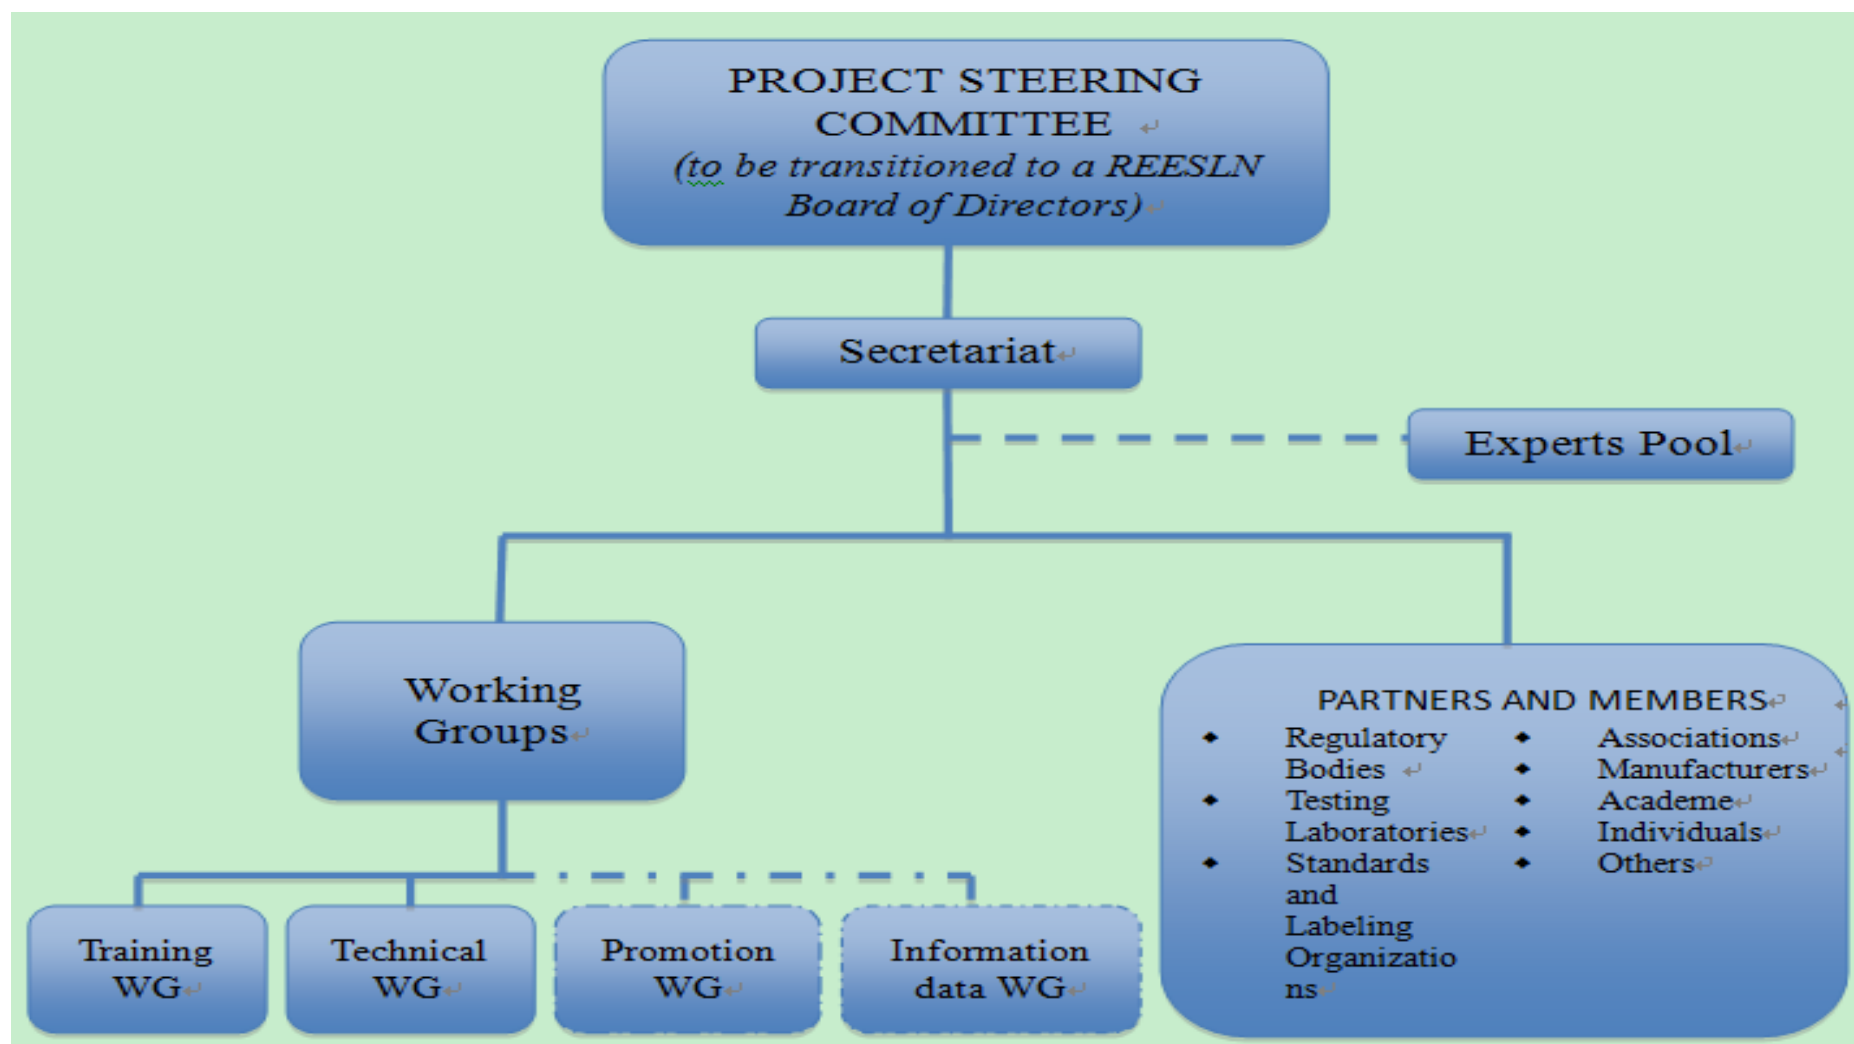 PROJECT STEERING
COMMITTEE
(to be transitioned to a REESLN
Board of Directors)
Secretariat
Experts Pool
Working
Groups
Training
WG
Technical
WG
Promotion
WG
Information
data WG
PARTNERS AND MEMBERS
Regulatory
Bodies
Testing
Laboratories
Standards
and
Labeling
Organizatio
ns
Associations
Manufacturers
Academe
Individuals
Others